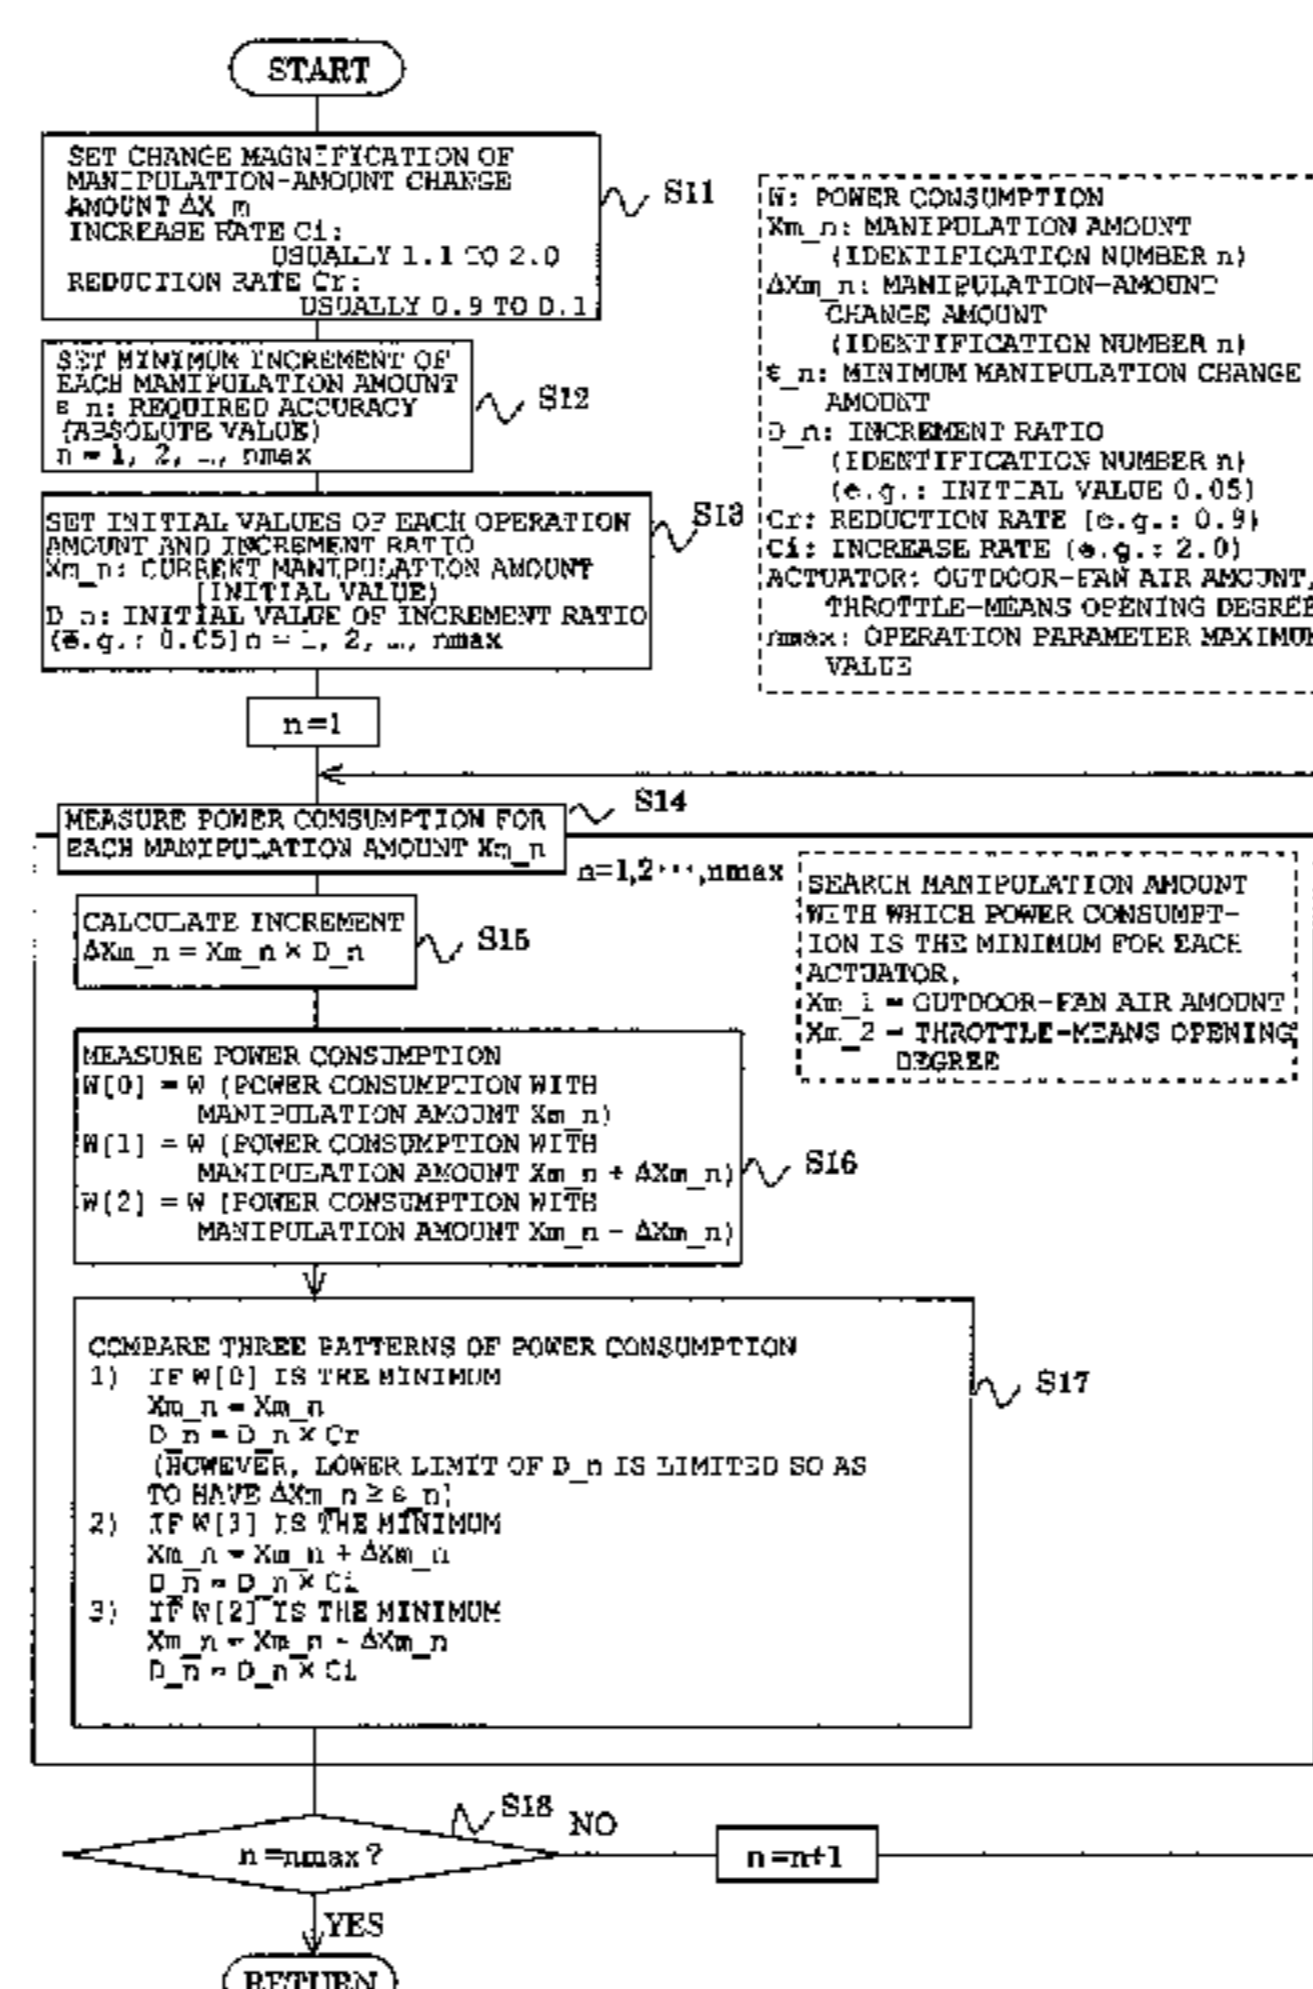 START
SET CHANGE MAGNIFICATION OF
MANIPULATION-AMOUNT CHANGE
AMOUNT ΔX_m
INCREASE RATE Ci:
USUALLY 1.1 TO 2.0
REDUCTION RATE Cr:
USUALLY 0.9 TO 0.1
S11
SET MINIMUM INCREMENT OF
EACH MANIPULATION AMOUNT
ε_n: REQUIRED ACCURACY
(ABSOLUTE VALUE)
n = 1, 2, …, nmax
S12
SET INITIAL VALUES OF EACH OPERATION
AMOUNT AND INCREMENT RATIO
Xm_n: CURRENT MANIPULATION AMOUNT
(INITIAL VALUE)
D_n: INITIAL VALUE OF INCREMENT RATIO
(e.g.: 0.05) n = 1, 2, …, nmax
S13
W: POWER CONSUMPTION
Xm_n: MANIPULATION AMOUNT
(IDENTIFICATION NUMBER n)
ΔXm_n: MANIPULATION-AMOUNT
CHANGE AMOUNT
(IDENTIFICATION NUMBER n)
ε_n: MINIMUM MANIPULATION CHANGE
AMOUNT
D_n: INCREMENT RATIO
(IDENTIFICATION NUMBER n)
(e.g.: INITIAL VALUE 0.05)
Cr: REDUCTION RATE (e.g.: 0.9)
Ci: INCREASE RATE (e.g.: 2.0)
ACTUATOR: OUTDOOR-FAN AIR AMOUNT,
THROTTLE-MEANS OPENING DEGREE
nmax: OPERATION PARAMETER MAXIMUM
VALUE
n=1
MEASURE POWER CONSUMPTION FOR
EACH MANIPULATION AMOUNT Xm_n
S14
n=1,2···,nmax
SEARCH MANIPULATION AMOUNT
WITH WHICH POWER CONSUMPT-
ION IS THE MINIMUM FOR EACH
ACTUATOR,
Xm_1 = OUTDOOR-FAN AIR AMOUNT
Xm_2 = THROTTLE-MEANS OPENING
DEGREE
CALCULATE INCREMENT
ΔXm_n = Xm_n × D_n
S15
MEASURE POWER CONSUMPTION
W[0] = W (POWER CONSUMPTION WITH
MANIPULATION AMOUNT Xm_n)
W[1] = W (POWER CONSUMPTION WITH
MANIPULATION AMOUNT Xm_n + ΔXm_n)
W[2] = W (POWER CONSUMPTION WITH
MANIPULATION AMOUNT Xm_n - ΔXm_n)
S16
COMPARE THREE PATTERNS OF POWER CONSUMPTION
1) IF W[0] IS THE MINIMUM
Xm_n = Xm_n
D_n = D_n × Cr
(HOWEVER, LOWER LIMIT OF D_n IS LIMITED SO AS
TO HAVE ΔXm_n ≥ ε_n)
2) IF W[1] IS THE MINIMUM
Xm_n = Xm_n + ΔXm_n
D_n = D_n × Ci
3) IF W[2] IS THE MINIMUM
Xm_n = Xm_n - ΔXm_n
D_n = D_n × Ci
S17
n=nmax?
S18
NO
n=n+1
YES
RETURN